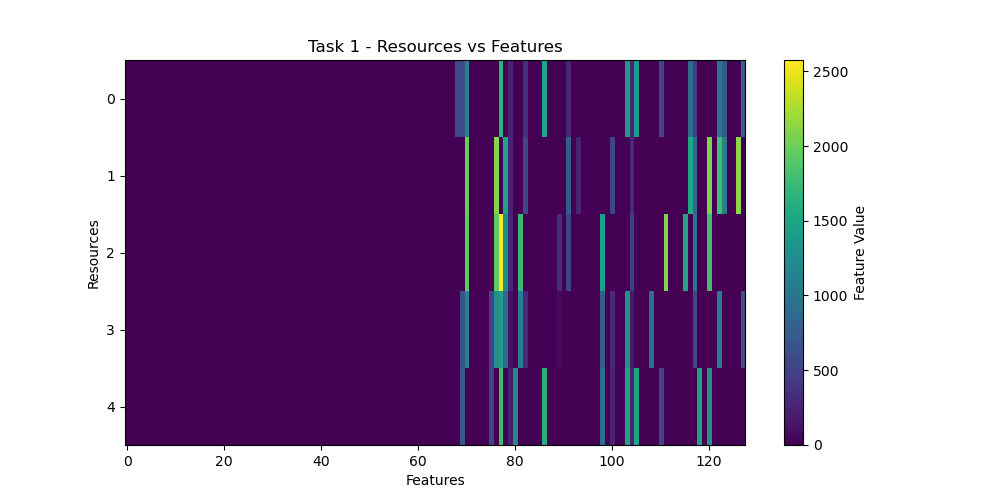 Task 1 - Resources vs Features
Resources
0
1
2
3
4
0 20 40 60 80 100 120
Features
2500
2000
1500
1000
500
0
Feature Value